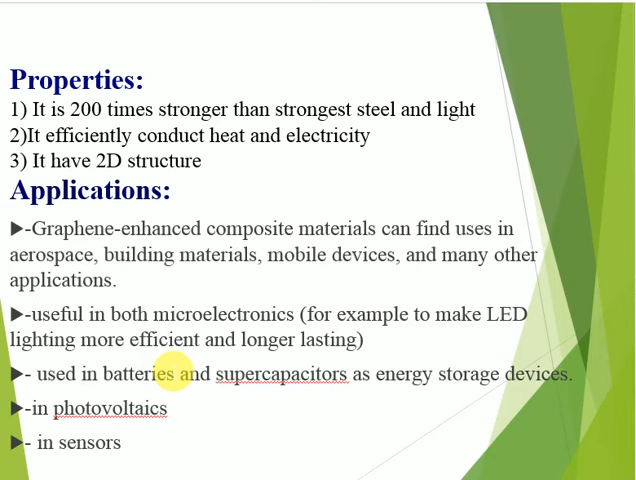 Properties:
1) It is 200 times stronger than strongest steel and light
2)It efficiently conduct heat and electricity
3) It have 2D structure
Applications:
-Graphene-enhanced composite materials can find uses in
aerospace, building materials, mobile devices, and many other
applications.
-useful in both microelectronics (for example to make LED
lighting more efficient and longer lasting)
- used in batteries and supercapacitors as energy storage devices.
-in photovoltaics
- in sensors